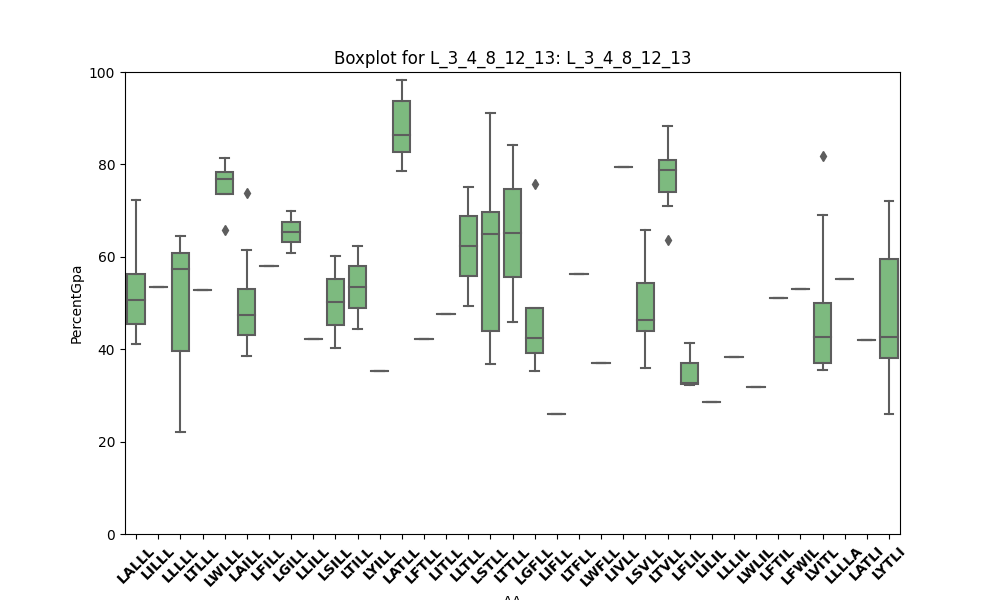 Boxplot for L_3_4_8_12_13: L_3_4_8_12_13
PercentGpa
100
80
60
40
20
0
LALLL
LILLL
LLLLL
LTLLL
LWLLL
LAILL
LFILL
LGILL
LLILL
LSILL
LTILL
LYILL
LATLL
LFTLL
LITLL
LLTLL
LSTLL
LTTLL
LGFLL
LIFLL
LTFLL
LWFLL
LIVLL
LSVLL
LTVLL
LFLIL
LILIL
LLLIL
LWLIL
LFTIL
LFWIL
LVITL
LLLLA
LATLI
LYTLI